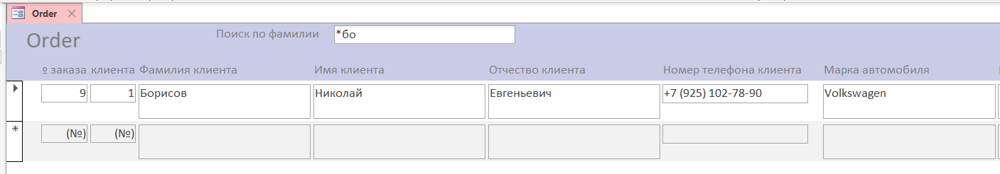 Order
Order
Поиск по фамилии *бо
º заказа клиента Фамилия клиента Имя клиента Отчество клиента Номер телефона клиента Марка автомобиля
9 1 Борисов Николай Евгеньевич +7 (925) 102-78-90 Volkswagen
* (№) (№)